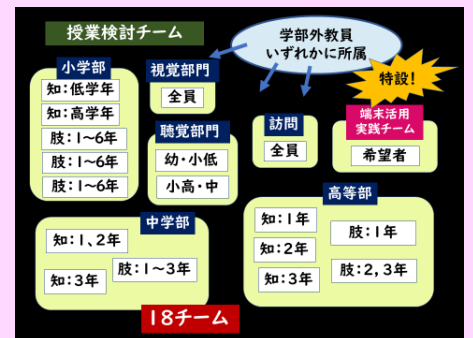 授業検討チーム
学部外教員
いずれかに所属
特設!
小学部
知:低学年
知:高学年
肢:1~6年
肢:1~6年
肢:1~6年
視覚部門
全員
聴覚部門
幼・小低
小高・中
訪問
全員
端末活用
実践チーム
希望者
中学部
知:1、2年
知:3年
肢:1~3年
高等部
知:1年
知:2年
知:3年
肢:1年
肢:2,3年
18チーム